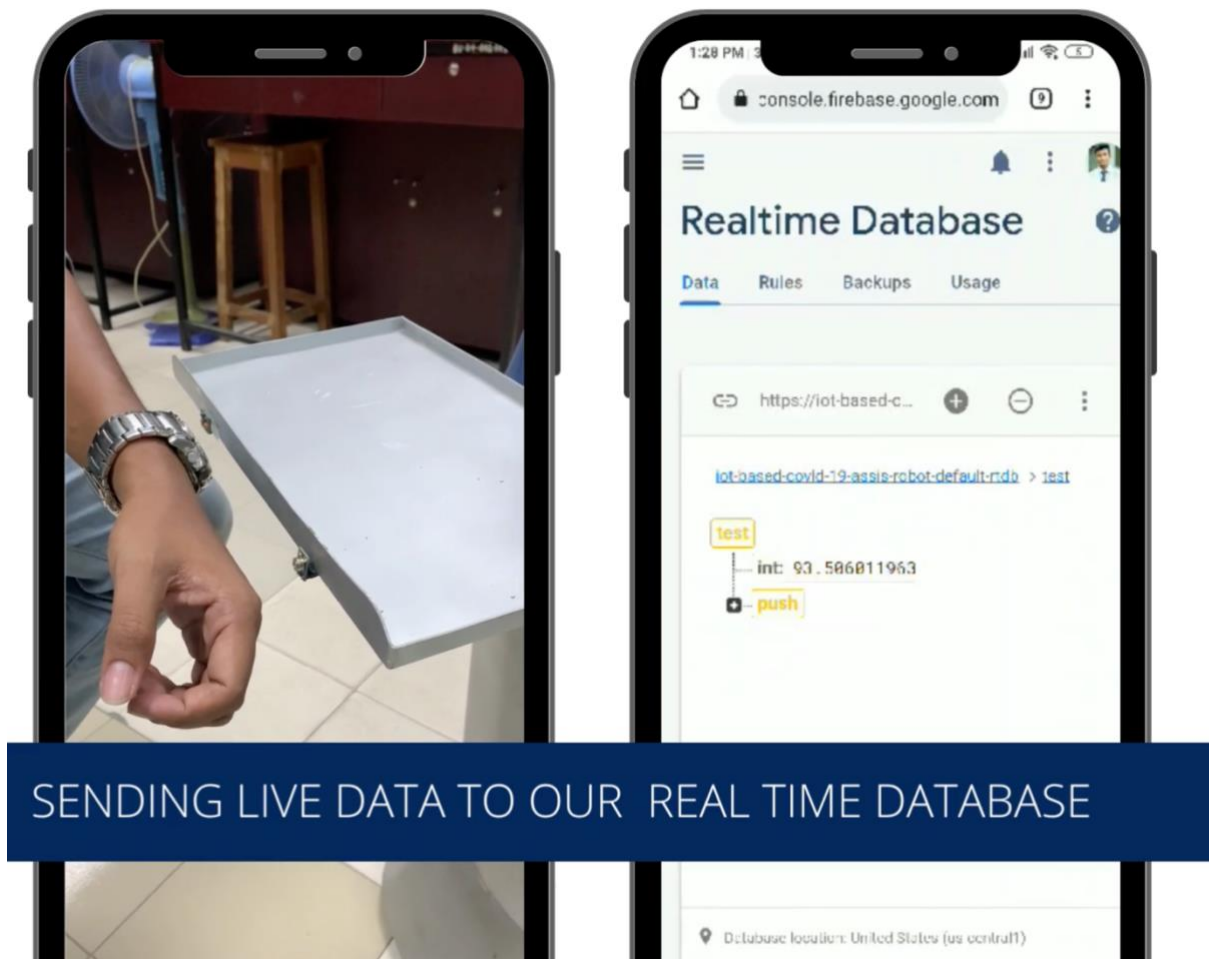 1:28 PM
console.firebase.google.com 9
Realtime Database
Data Rules Backups Usage
https://iot-based-c...
iot-based-covid-19-assis-robot-default-rtdb > test
test
int: 93.506011963
push
SENDING LIVE DATA TO OUR REAL TIME DATABASE
Database location: United States (us central1)